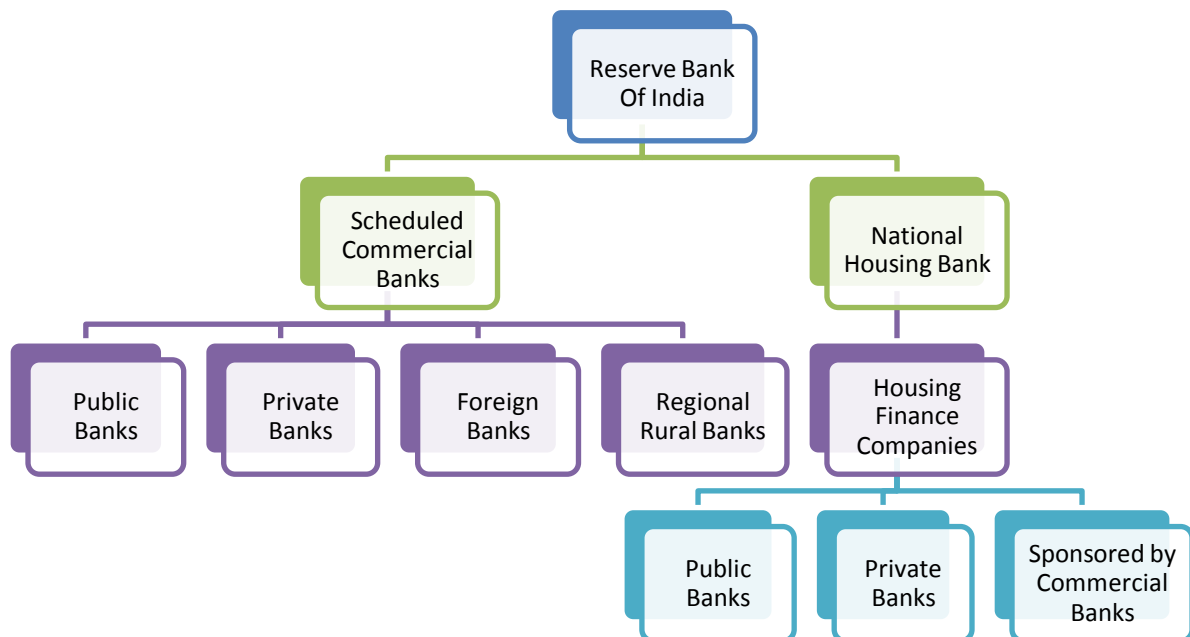 Reserve Bank
Of India
Scheduled
Commercial
Banks
National
Housing Bank
Public
Banks
Private
Banks
Foreign
Banks
Regional
Rural Banks
Housing
Finance
Companies
Public
Banks
Private
Banks
Sponsored by
Commercial
Banks